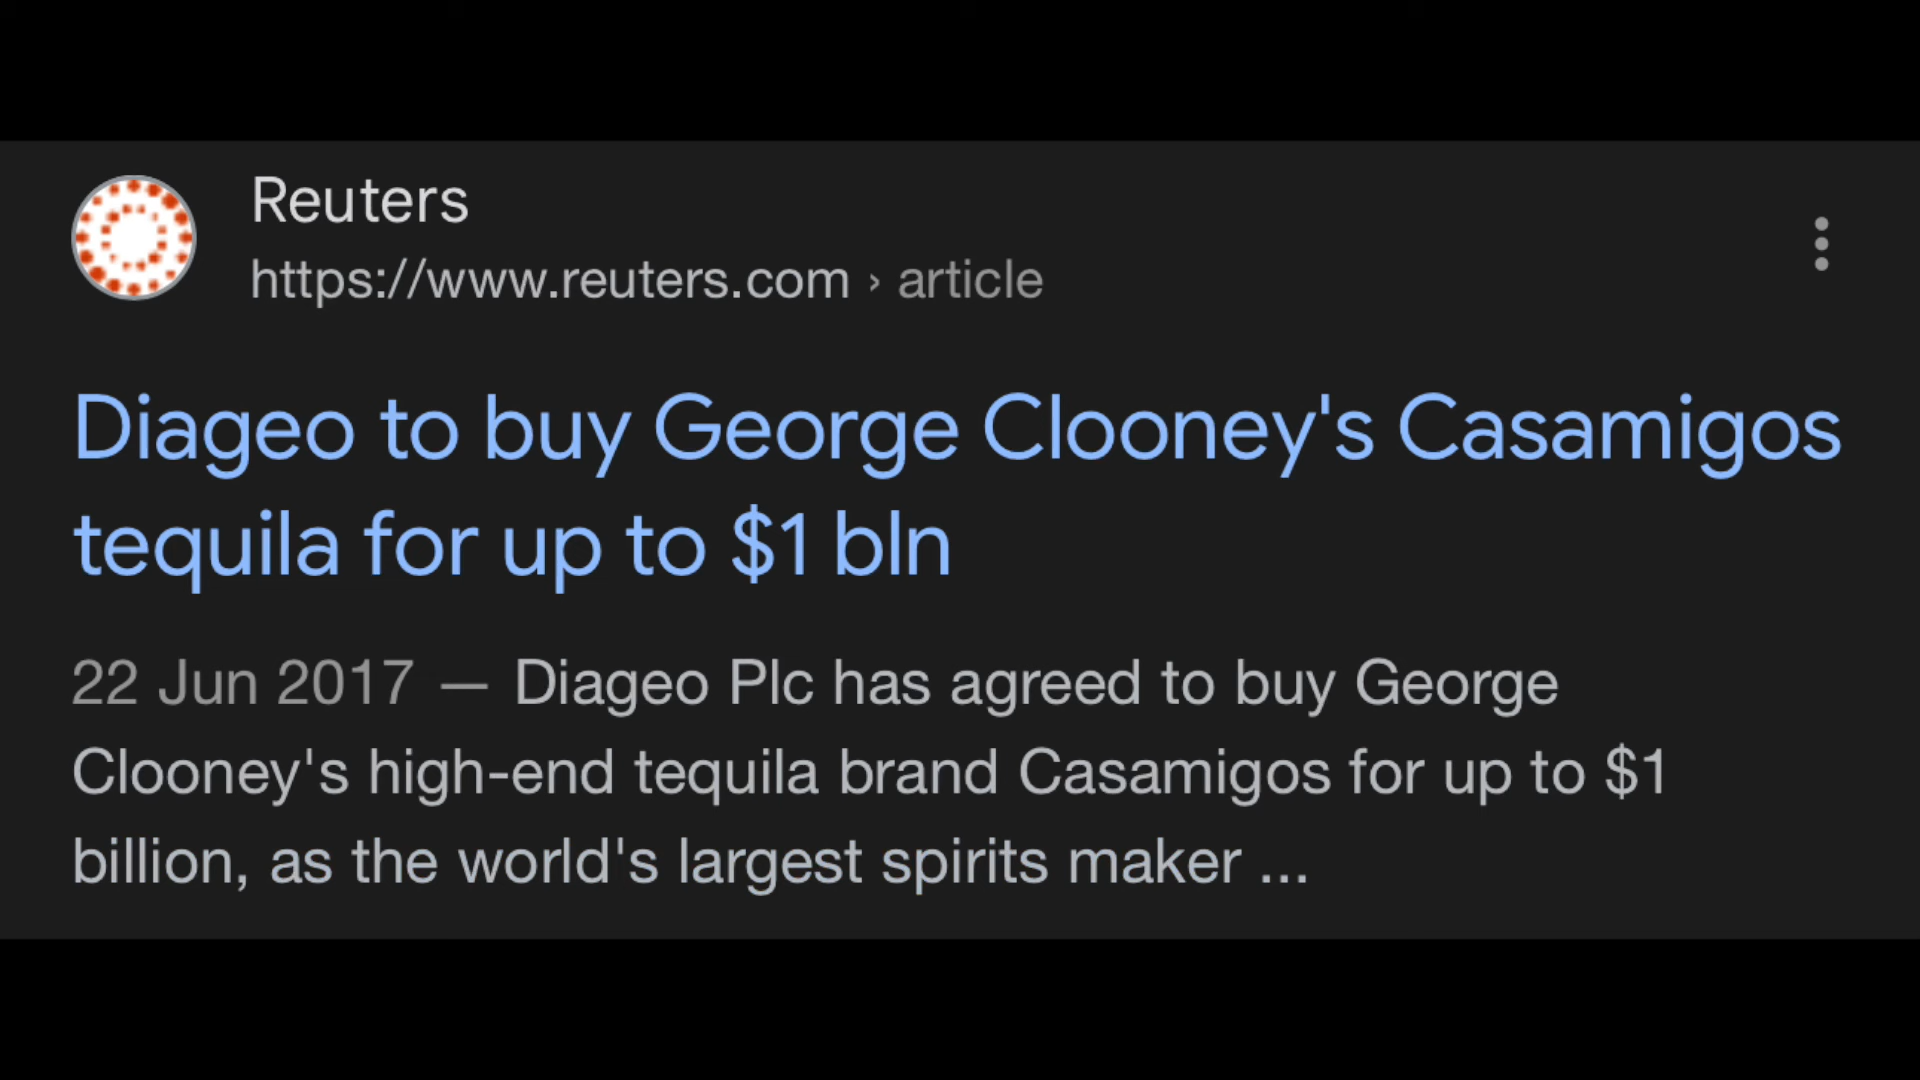 Reuters
https://www.reuters.com › article
Diageo to buy George Clooney's Casamigos
tequila for up to $1 bln
22 Jun 2017 — Diageo Plc has agreed to buy George
Clooney's high-end tequila brand Casamigos for up to $1
billion, as the world's largest spirits maker ...